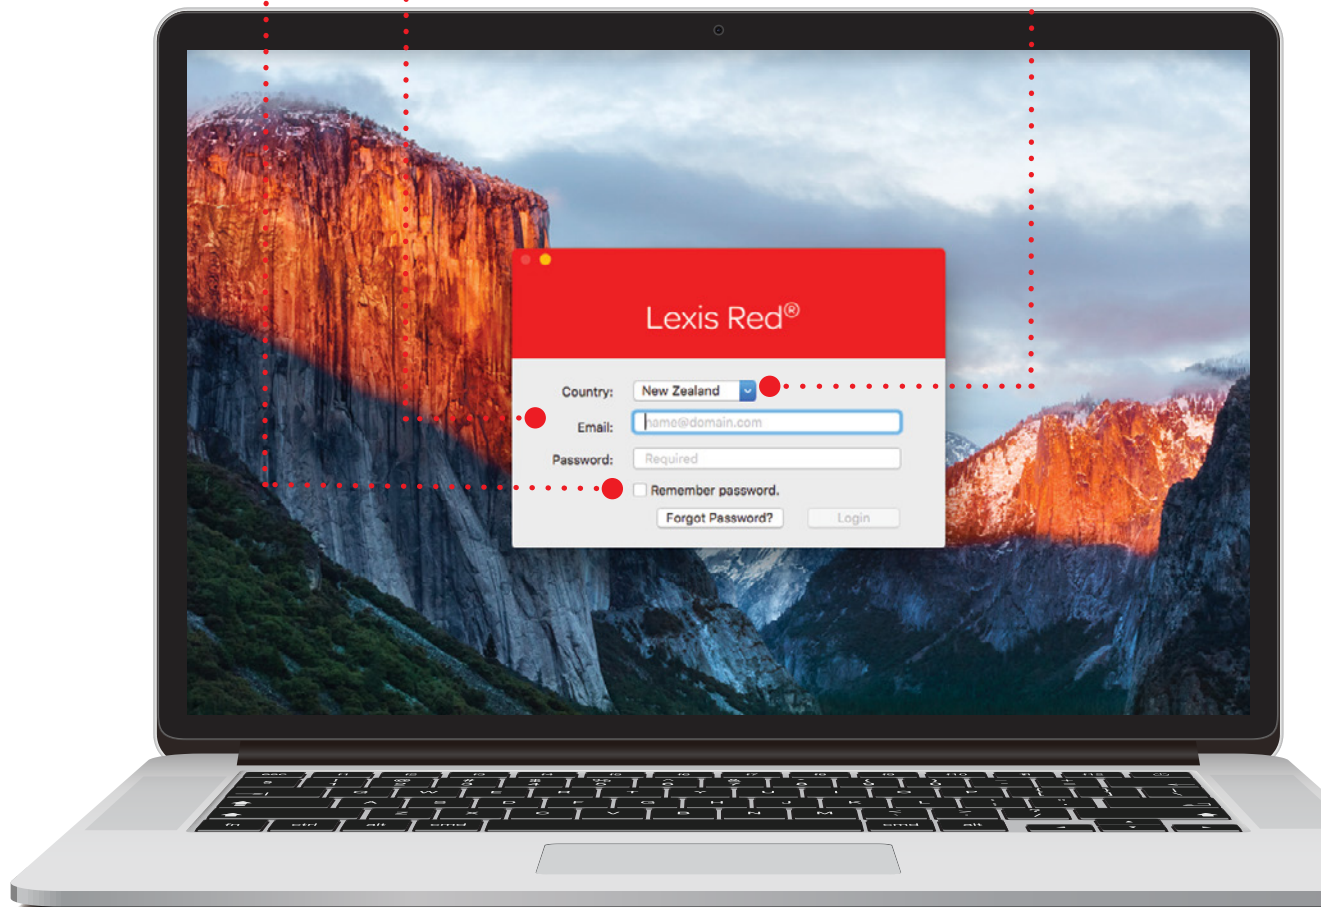 Lexis Red®
Country: New Zealand
Email: name@domain.com
Password: Required
Remember password.
Forgot Password? Login